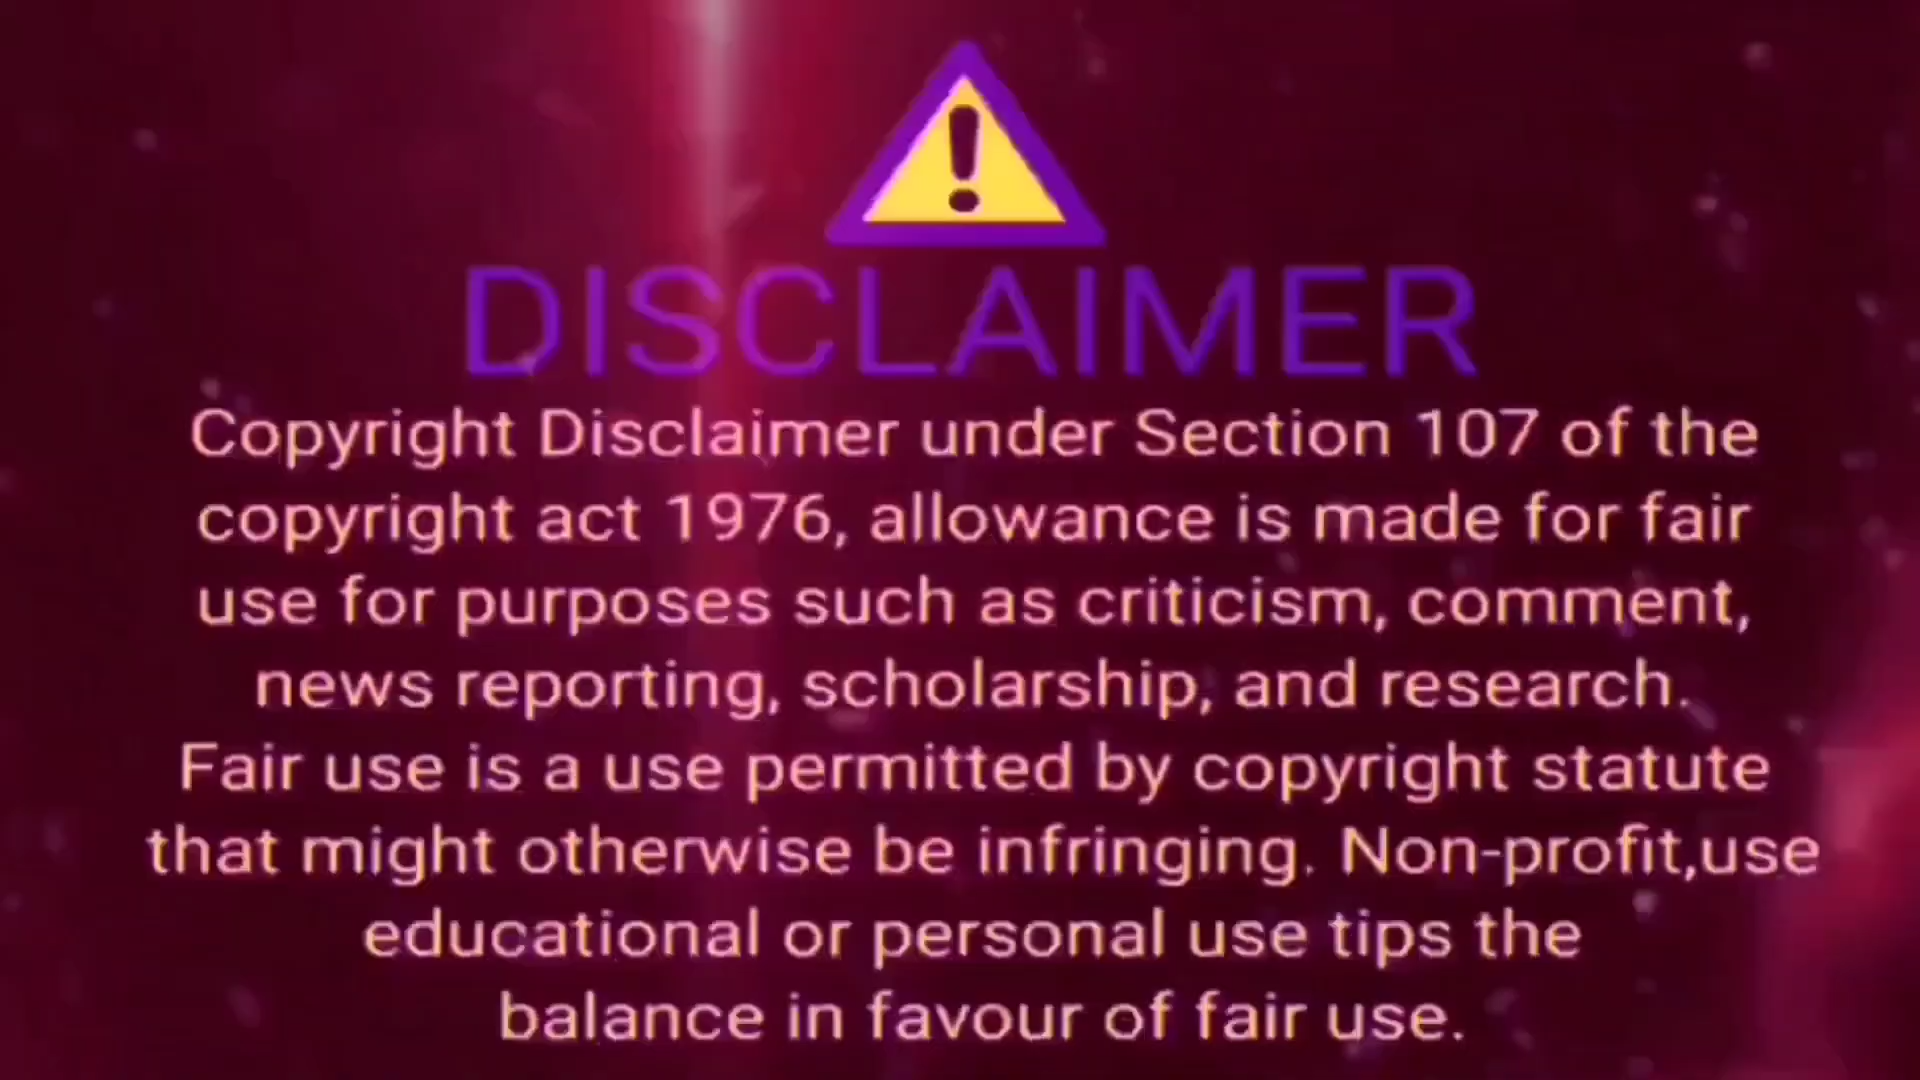 DISCLAIMER
Copyright Disclaimer under Section 107 of the
copyright act 1976, allowance is made for fair
use for purposes such as criticism, comment,
news reporting, scholarship, and research.
Fair use is a use permitted by copyright statute
that might otherwise be infringing. Non-profit,use
educational or personal use tips the
balance in favour of fair use.